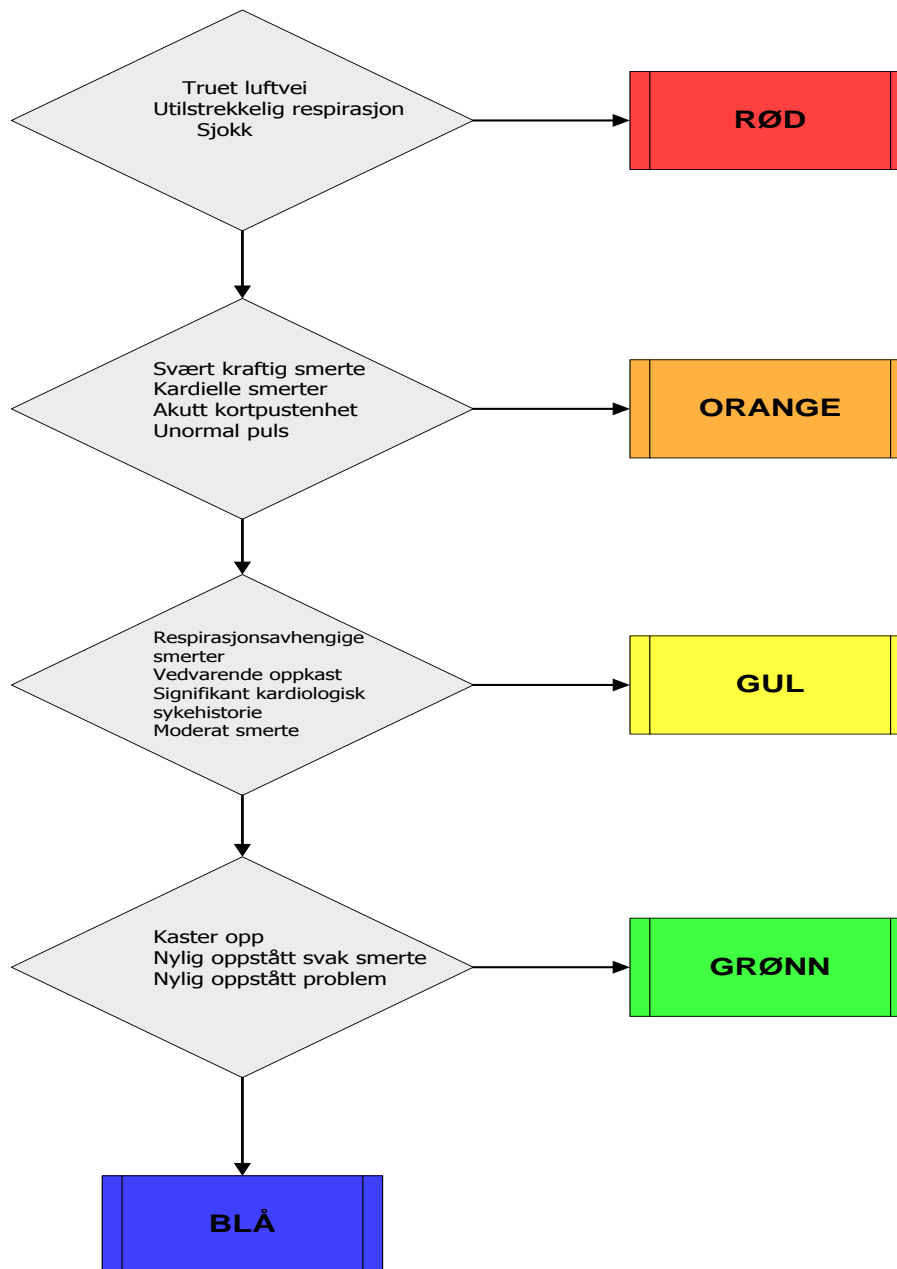 Truet luftvei
Utilstrekkelig respirasjon
Sjokk
RØD
Svært kraftig smerte
Kardielle smerter
Akutt kortpustenhet
Unormal puls
ORANGE
Respirasjonsavhengige
smerter
Vedvarende oppkast
Signifikant kardiologisk
sykehistorie
Moderat smerte
GUL
Kaster opp
Nylig oppstått svak smerte
Nylig oppstått problem
GRØNN
BLÅ